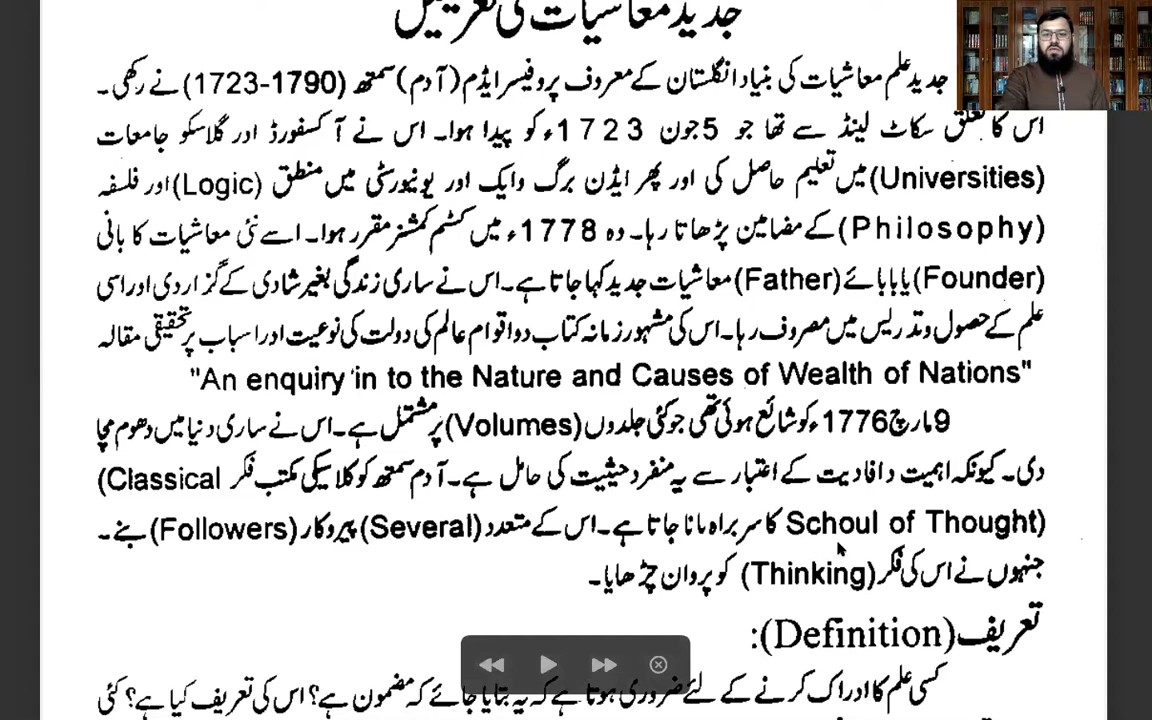 جدید معاشیات کی تعریفیں
جدید علم معاشیات کی بنیاد انگلستان کے معروف پروفیسر ایڈم (آدم) سمتھ (1723-1790) نے رکھی۔
اس کا تعلق سکاٹ لینڈ سے تھا جو 5 جون 1723ء کو پیدا ہوا۔ اس نے آکسفورڈ اور گلاسکو جامعات
(Universities) میں تعلیم حاصل کی اور پھر ایڈن برگ وایک اور یونیورسٹی میں منطق (Logic) اور فلسفہ
(Philosophy) کے مضامین پڑھاتا رہا۔ وہ 1778ء میں کسٹم کمشنر مقرر ہوا۔ اسے نئی معاشیات کا بانی
(Founder) یا بابائے (Father) معاشیات جدید کہا جاتا ہے۔ اس نے ساری زندگی بغیر شادی کے گزار دی اور اسی
علم کے حصول و تدریس میں مصروف رہا۔ اس کی مشہور زمانہ کتاب دو اقوام عالم کی دولت کی نوعیت اور اسباب پر تحقیقی مقالہ
"An enquiry in to the Nature and Causes of Wealth of Nations"
9 مارچ 1776ء کو شائع ہوئی تھی جو کئی جلدوں (Volumes) پر مشتمل ہے۔ اس نے ساری دنیا میں دھوم مچا
دی۔ کیونکہ اہمیت و افادیت کے اعتبار سے یہ منفرد حیثیت کی حامل ہے۔ آدم سمتھ کو کلاسیکی مکتب فکر (Classical
Schoul of Thought) کا سربراہ مانا جاتا ہے۔ اس کے متعدد (Several) پیروکار (Followers) بنے۔
جنہوں نے اس کی فکر (Thinking) کو پروان چڑھایا۔
تعریف (Definition):
کسی علم کا ادراک کرنے کے لئے ضروری ہوتا ہے کہ یہ بتایا جائے کہ مضمون ہے؟ اس کی تعریف کیا ہے؟ کئی